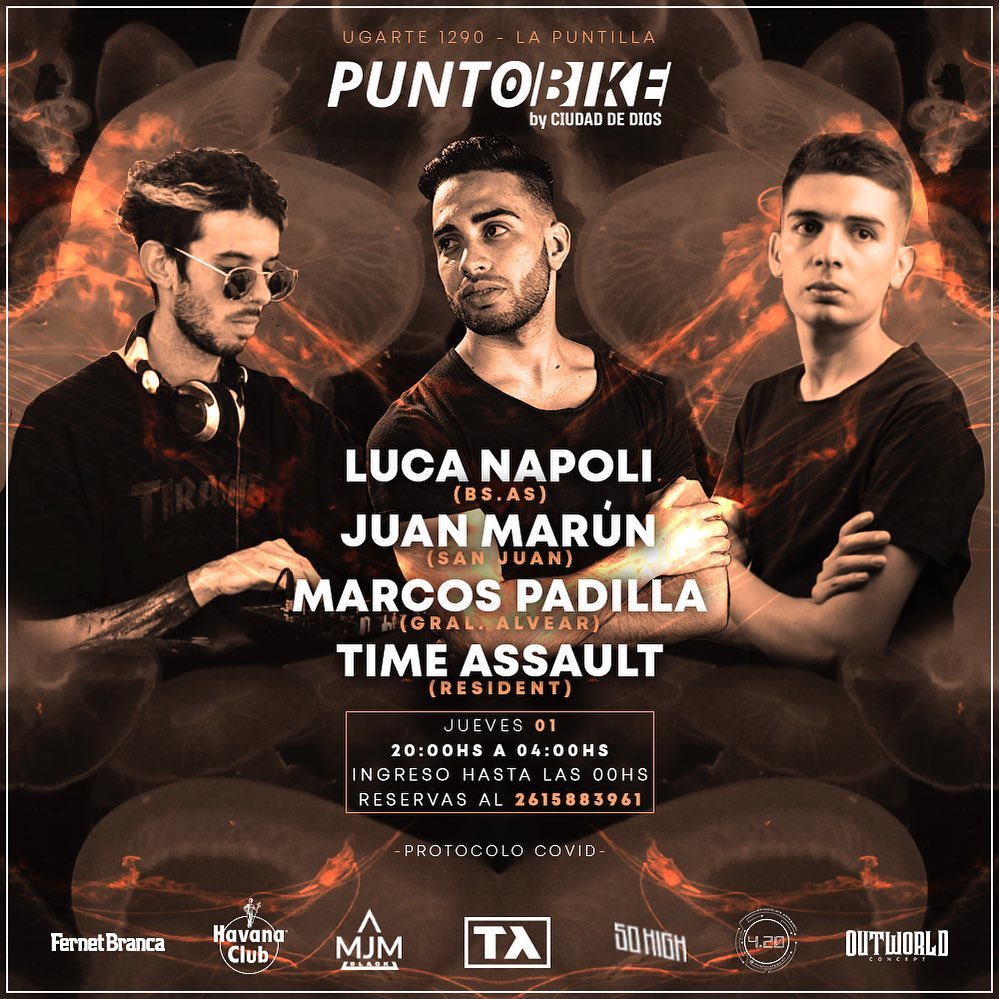 UGARTE 1290 - LA PUNTILLA
PUNTOBIKE
by CIUDAD DE DIOS
LUCA NAPOLI
(BS.AS)
JUAN MARÚN
(SAN JUAN)
MARCOS PADILLA
(GRAL. ALVEAR)
TIME ASSAULT
(RESIDENT)
JUEVES 01
20:00HS A 04:00HS
INGRESO HASTA LAS 00HS
RESERVAS AL 2615883961
-PROTOCOLO COVID-
Fernet Branca
Havana
Club
MJM
BLACK
TA
SO HIGH
4.20
OUTWORLD
CONCEPT